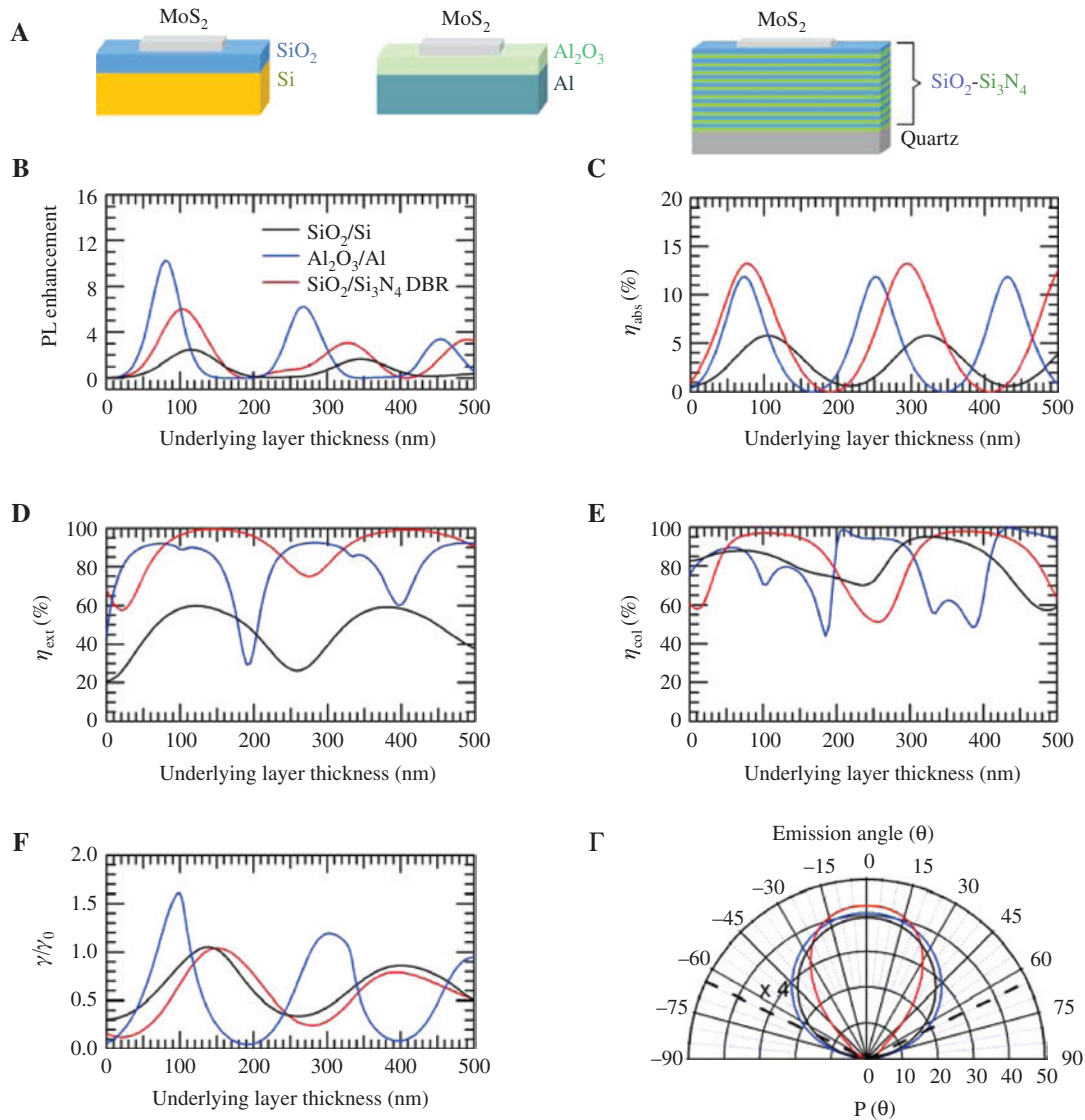 A
MoS2
SiO2
Si
MoS2
Al2O3
Al
MoS2
SiO2-Si3N4
Quartz
B
PL enhancement
16
12
8
4
0
SiO2/Si
Al2O3/Al
SiO2/Si3N4 DBR
0 100 200 300 400 500
Underlying layer thickness (nm)
C
ηabs (%)
20
15
10
5
0
0 100 200 300 400 500
Underlying layer thickness (nm)
D
ηext (%)
100
80
60
40
20
0
0 100 200 300 400 500
Underlying layer thickness (nm)
E
ηcol (%)
100
80
60
40
20
0
0 100 200 300 400 500
Underlying layer thickness (nm)
F
γ/γ0
2.0
1.5
1.0
0.5
0.0
0 100 200 300 400 500
Underlying layer thickness (nm)
Γ
Emission angle (θ)
−90 −75 −60 −45 −30 −15 0 15 30 45 60 75 90
x 4
0 10 20 30 40 50
P (θ)